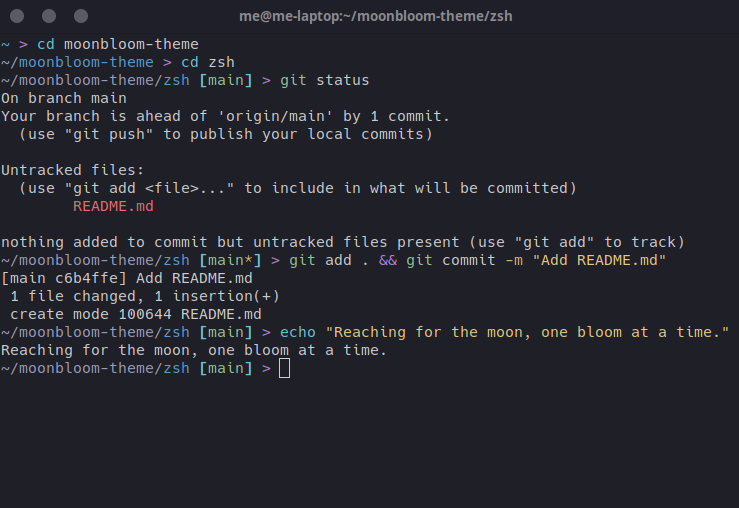 me@me-laptop:~/moonbloom-theme/zsh
~ > cd moonbloom-theme
~/moonbloom-theme > cd zsh
~/moonbloom-theme/zsh [main] > git status
On branch main
Your branch is ahead of 'origin/main' by 1 commit.
  (use "git push" to publish your local commits)

Untracked files:
  (use "git add <file>..." to include in what will be committed)
        README.md

nothing added to commit but untracked files present (use "git add" to track)
~/moonbloom-theme/zsh [main*] > git add . && git commit -m "Add README.md"
[main c6b4ffe] Add README.md
 1 file changed, 1 insertion(+)
 create mode 100644 README.md
~/moonbloom-theme/zsh [main] > echo "Reaching for the moon, one bloom at a time."
Reaching for the moon, one bloom at a time.
~/moonbloom-theme/zsh [main] >